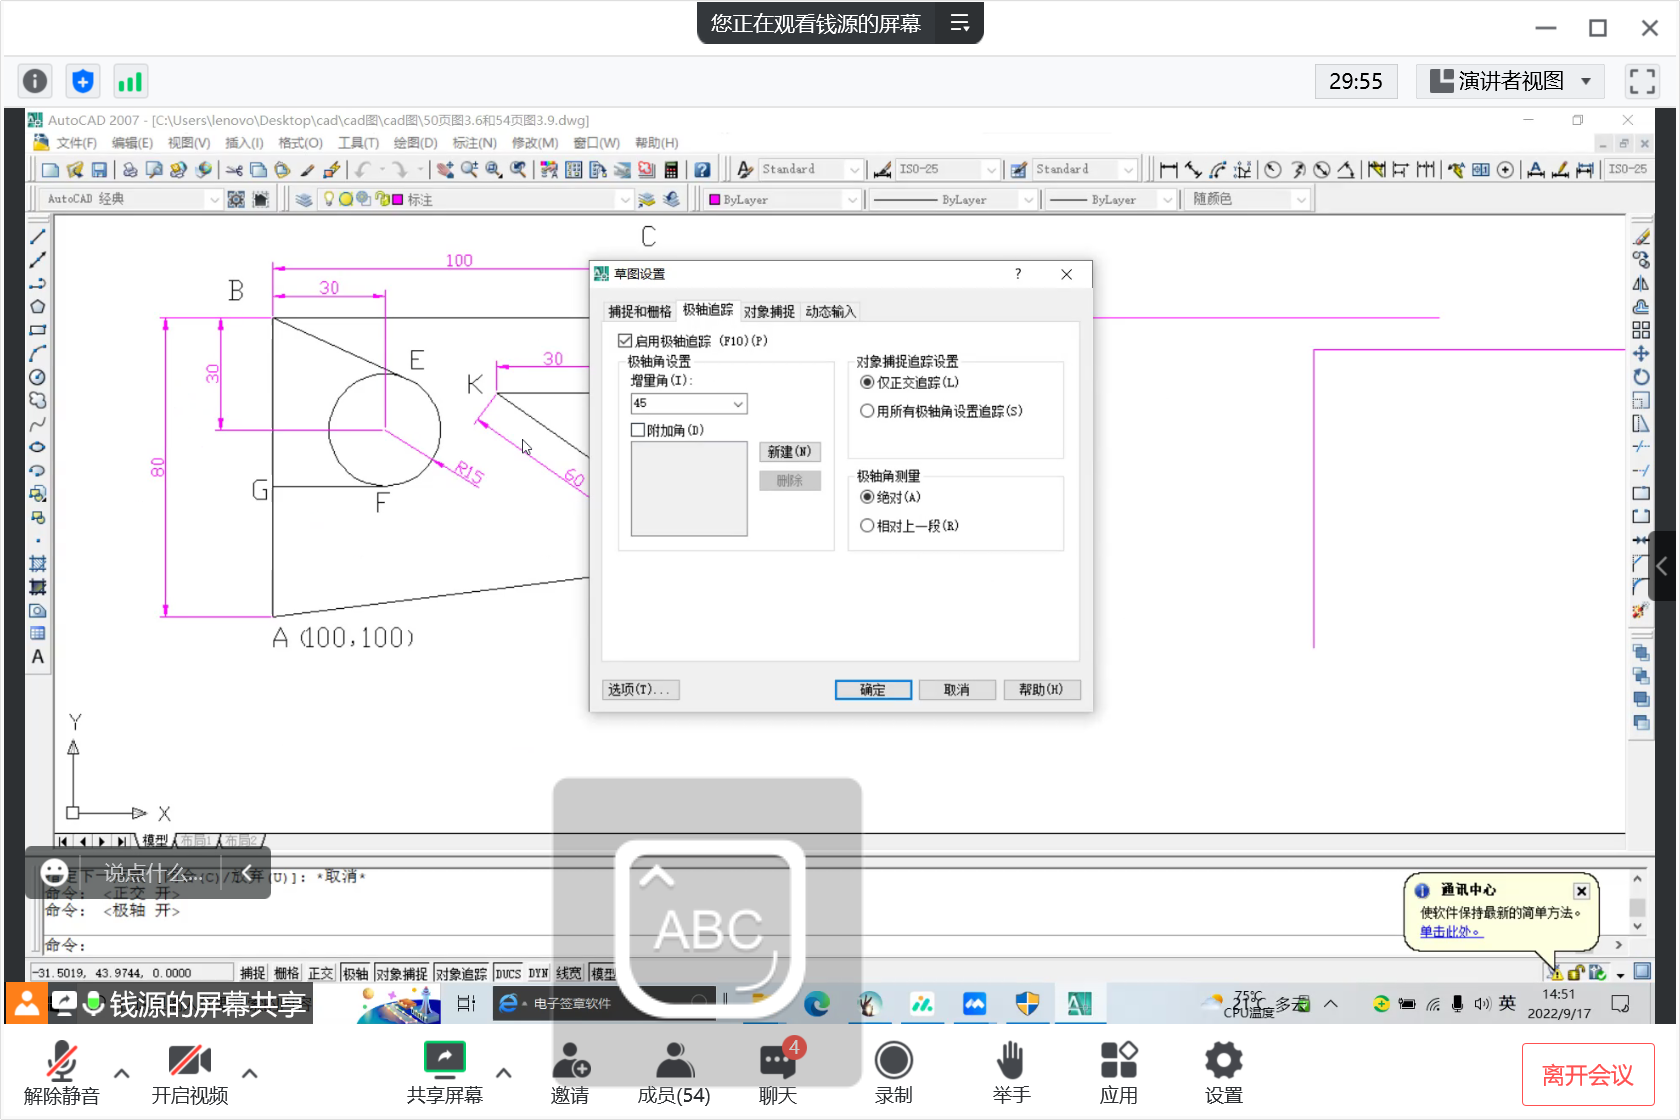 您正在观看钱源的屏幕
29:55
演讲者视图
AutoCAD 2007 - [C:\Users\lenovo\Desktop\cad\cad图\cad图\50页图3.6和54页图3.9.dwg]
文件(F) 编辑(E) 视图(V) 插入(I) 格式(O) 工具(T) 绘图(D) 标注(N) 修改(M) 窗口(W) 帮助(H)
Standard ISO-25 Standard ISO-25
AutoCAD 经典 标注 ByLayer ByLayer ByLayer 随颜色
C
100
B
30
E
30
K
30
80
R15
60
G
F
A (100,100)
Y
X
草图设置 ?
捕捉和栅格 极轴追踪 对象捕捉 动态输入
启用极轴追踪 (F10)(P)
极轴角设置
增量角(I):
45
附加角(D)
新建(N)
删除
对象捕捉追踪设置
仅正交追踪(L)
用所有极轴角设置追踪(S)
极轴角测量
绝对(A)
相对上一段(R)
选项(T)... 确定 取消 帮助(H)
模型 布局1 布局2
说点什么...
(C)/放弃(U)]: *取消*
命令: <正交 开>
命令: <极轴 开>
命令:
ABC
通讯中心
使软件保持最新的简单方法。
单击此处。
-31.5019, 43.9744, 0.0000 捕捉 栅格 正交 极轴 对象捕捉 对象追踪 DUCS DYN 线宽 模型
钱源的屏幕共享
电子签章软件
75℃
CPU温度
21℃ 多云
英
14:51
2022/9/17
解除静音 开启视频 共享屏幕 邀请 成员(54) 聊天 4 录制 举手 应用 设置 离开会议